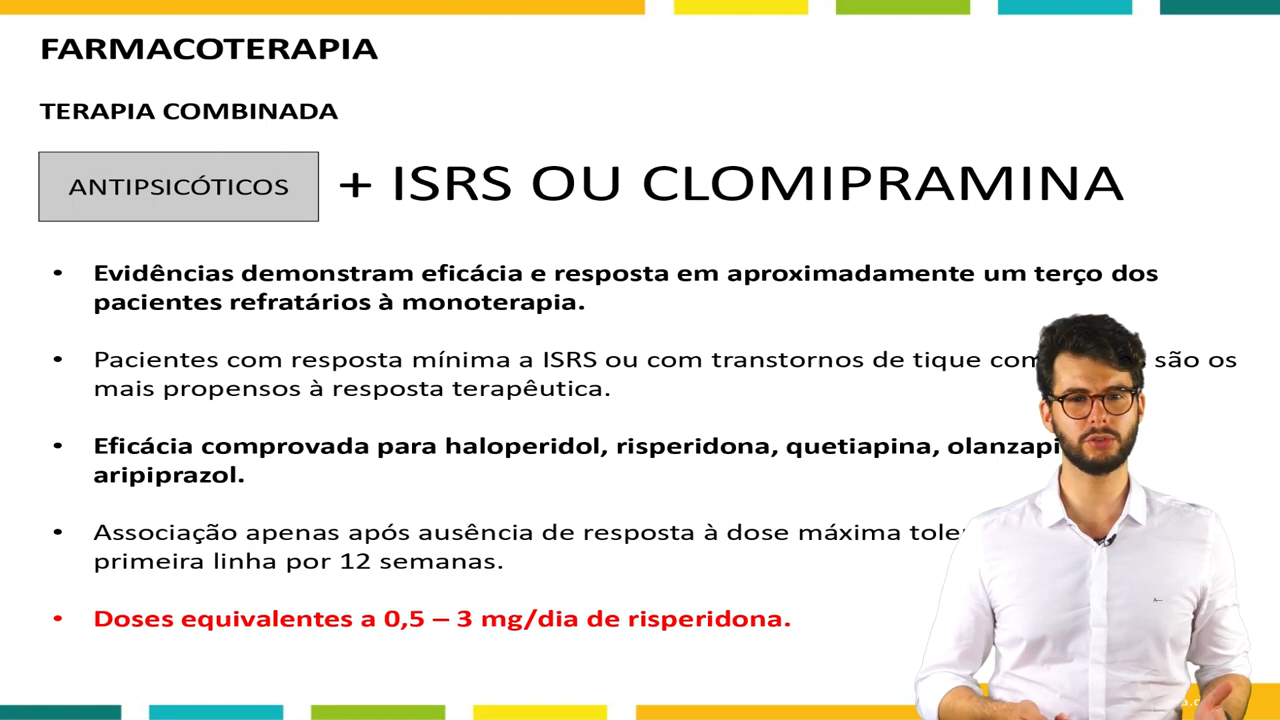 FARMACOTERAPIA
TERAPIA COMBINADA
ANTIPSICÓTICOS + ISRS OU CLOMIPRAMINA
• Evidências demonstram eficácia e resposta em aproximadamente um terço dos
pacientes refratários à monoterapia.
• Pacientes com resposta mínima a ISRS ou com transtornos de tique são os
mais propensos à resposta terapêutica.
• Eficácia comprovada para haloperidol, risperidona, quetiapina,
aripiprazol.
• Associação apenas após ausência de resposta à dose máxima
primeira linha por 12 semanas.
• Doses equivalentes a 0,5 – 3 mg/dia de risperidona.